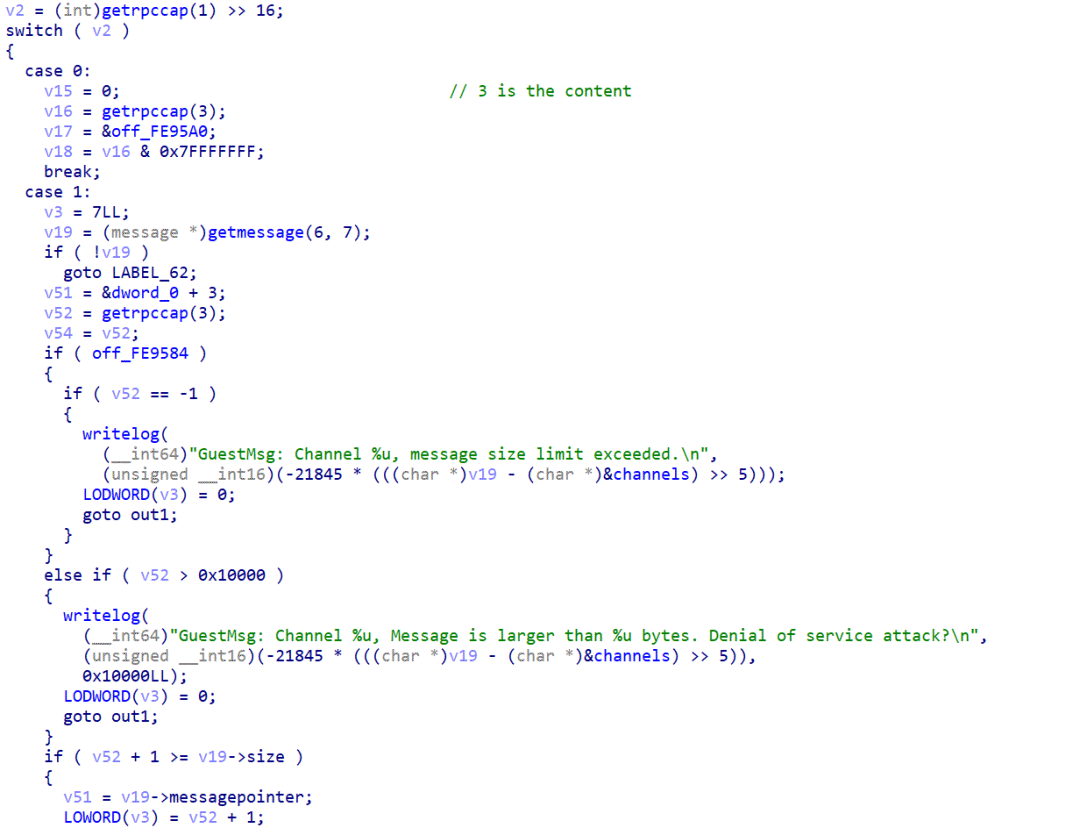 v2 = (int)getrpccap(1) >> 16;
switch ( v2 )
{
  case 0:
    v15 = 0;                                   // 3 is the content
    v16 = getrpccap(3);
    v17 = &off_FE95A0;
    v18 = v16 & 0x7FFFFFFF;
    break;
  case 1:
    v3 = 7LL;
    v19 = (message *)getmessage(6, 7);
    if ( !v19 )
      goto LABEL_62;
    v51 = &dword_0 + 3;
    v52 = getrpccap(3);
    v54 = v52;
    if ( off_FE9584 )
    {
      if ( v52 == -1 )
      {
        writelog(
          (__int64)"GuestMsg: Channel %u, message size limit exceeded.\n",
          (unsigned __int16)(-21845 * (((char *)v19 - (char *)&channels) >> 5)));
        LODWORD(v3) = 0;
        goto out1;
      }
    }
    else if ( v52 > 0x10000 )
    {
      writelog(
        (__int64)"GuestMsg: Channel %u, Message is larger than %u bytes. Denial of service attack?\n",
        (unsigned __int16)(-21845 * (((char *)v19 - (char *)&channels) >> 5)),
        0x10000LL);
      LODWORD(v3) = 0;
      goto out1;
    }
    if ( v52 + 1 >= v19->size )
    {
      v51 = v19->messagepointer;
      LOWORD(v3) = v52 + 1;